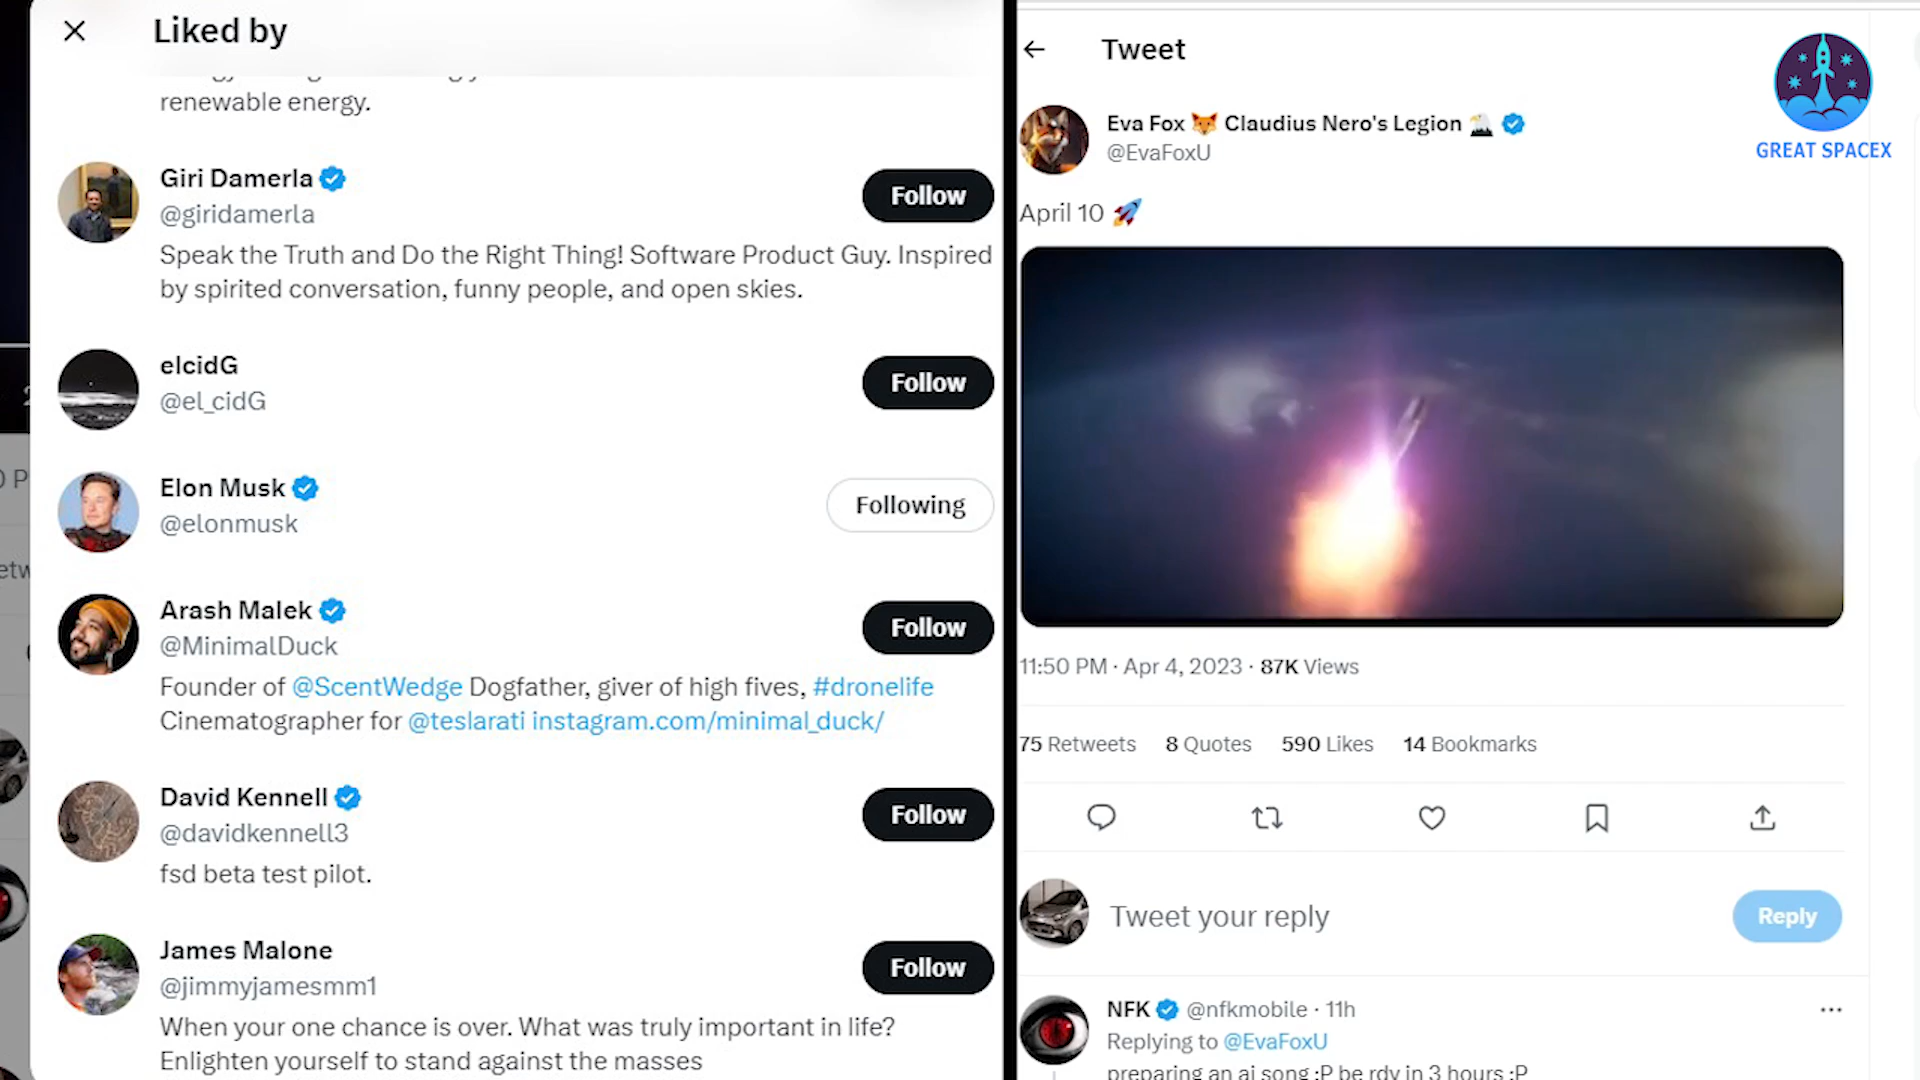 Liked by
renewable energy.
Giri Damerla
@giridamerla
Follow
Speak the Truth and Do the Right Thing! Software Product Guy. Inspired
by spirited conversation, funny people, and open skies.
elcidG
@el_cidG
Follow
Elon Musk
@elonmusk
Following
Arash Malek
@MinimalDuck
Follow
Founder of @ScentWedge Dogfather, giver of high fives, #dronelife
Cinematographer for @teslarati instagram.com/minimal_duck/
David Kennell
@davidkennell3
Follow
fsd beta test pilot.
James Malone
@jimmyjamesmm1
Follow
When your one chance is over. What was truly important in life?
Enlighten yourself to stand against the masses
Tweet
GREAT SPACEX
Eva Fox 🦊 Claudius Nero's Legion
@EvaFoxU
April 10 🚀
11:50 PM · Apr 4, 2023 · 87K Views
75 Retweets 8 Quotes 590 Likes 14 Bookmarks
Tweet your reply
Reply
NFK @nfkmobile · 11h
Replying to @EvaFoxU
preparing an ai song :P be rdy in 3 hours :P